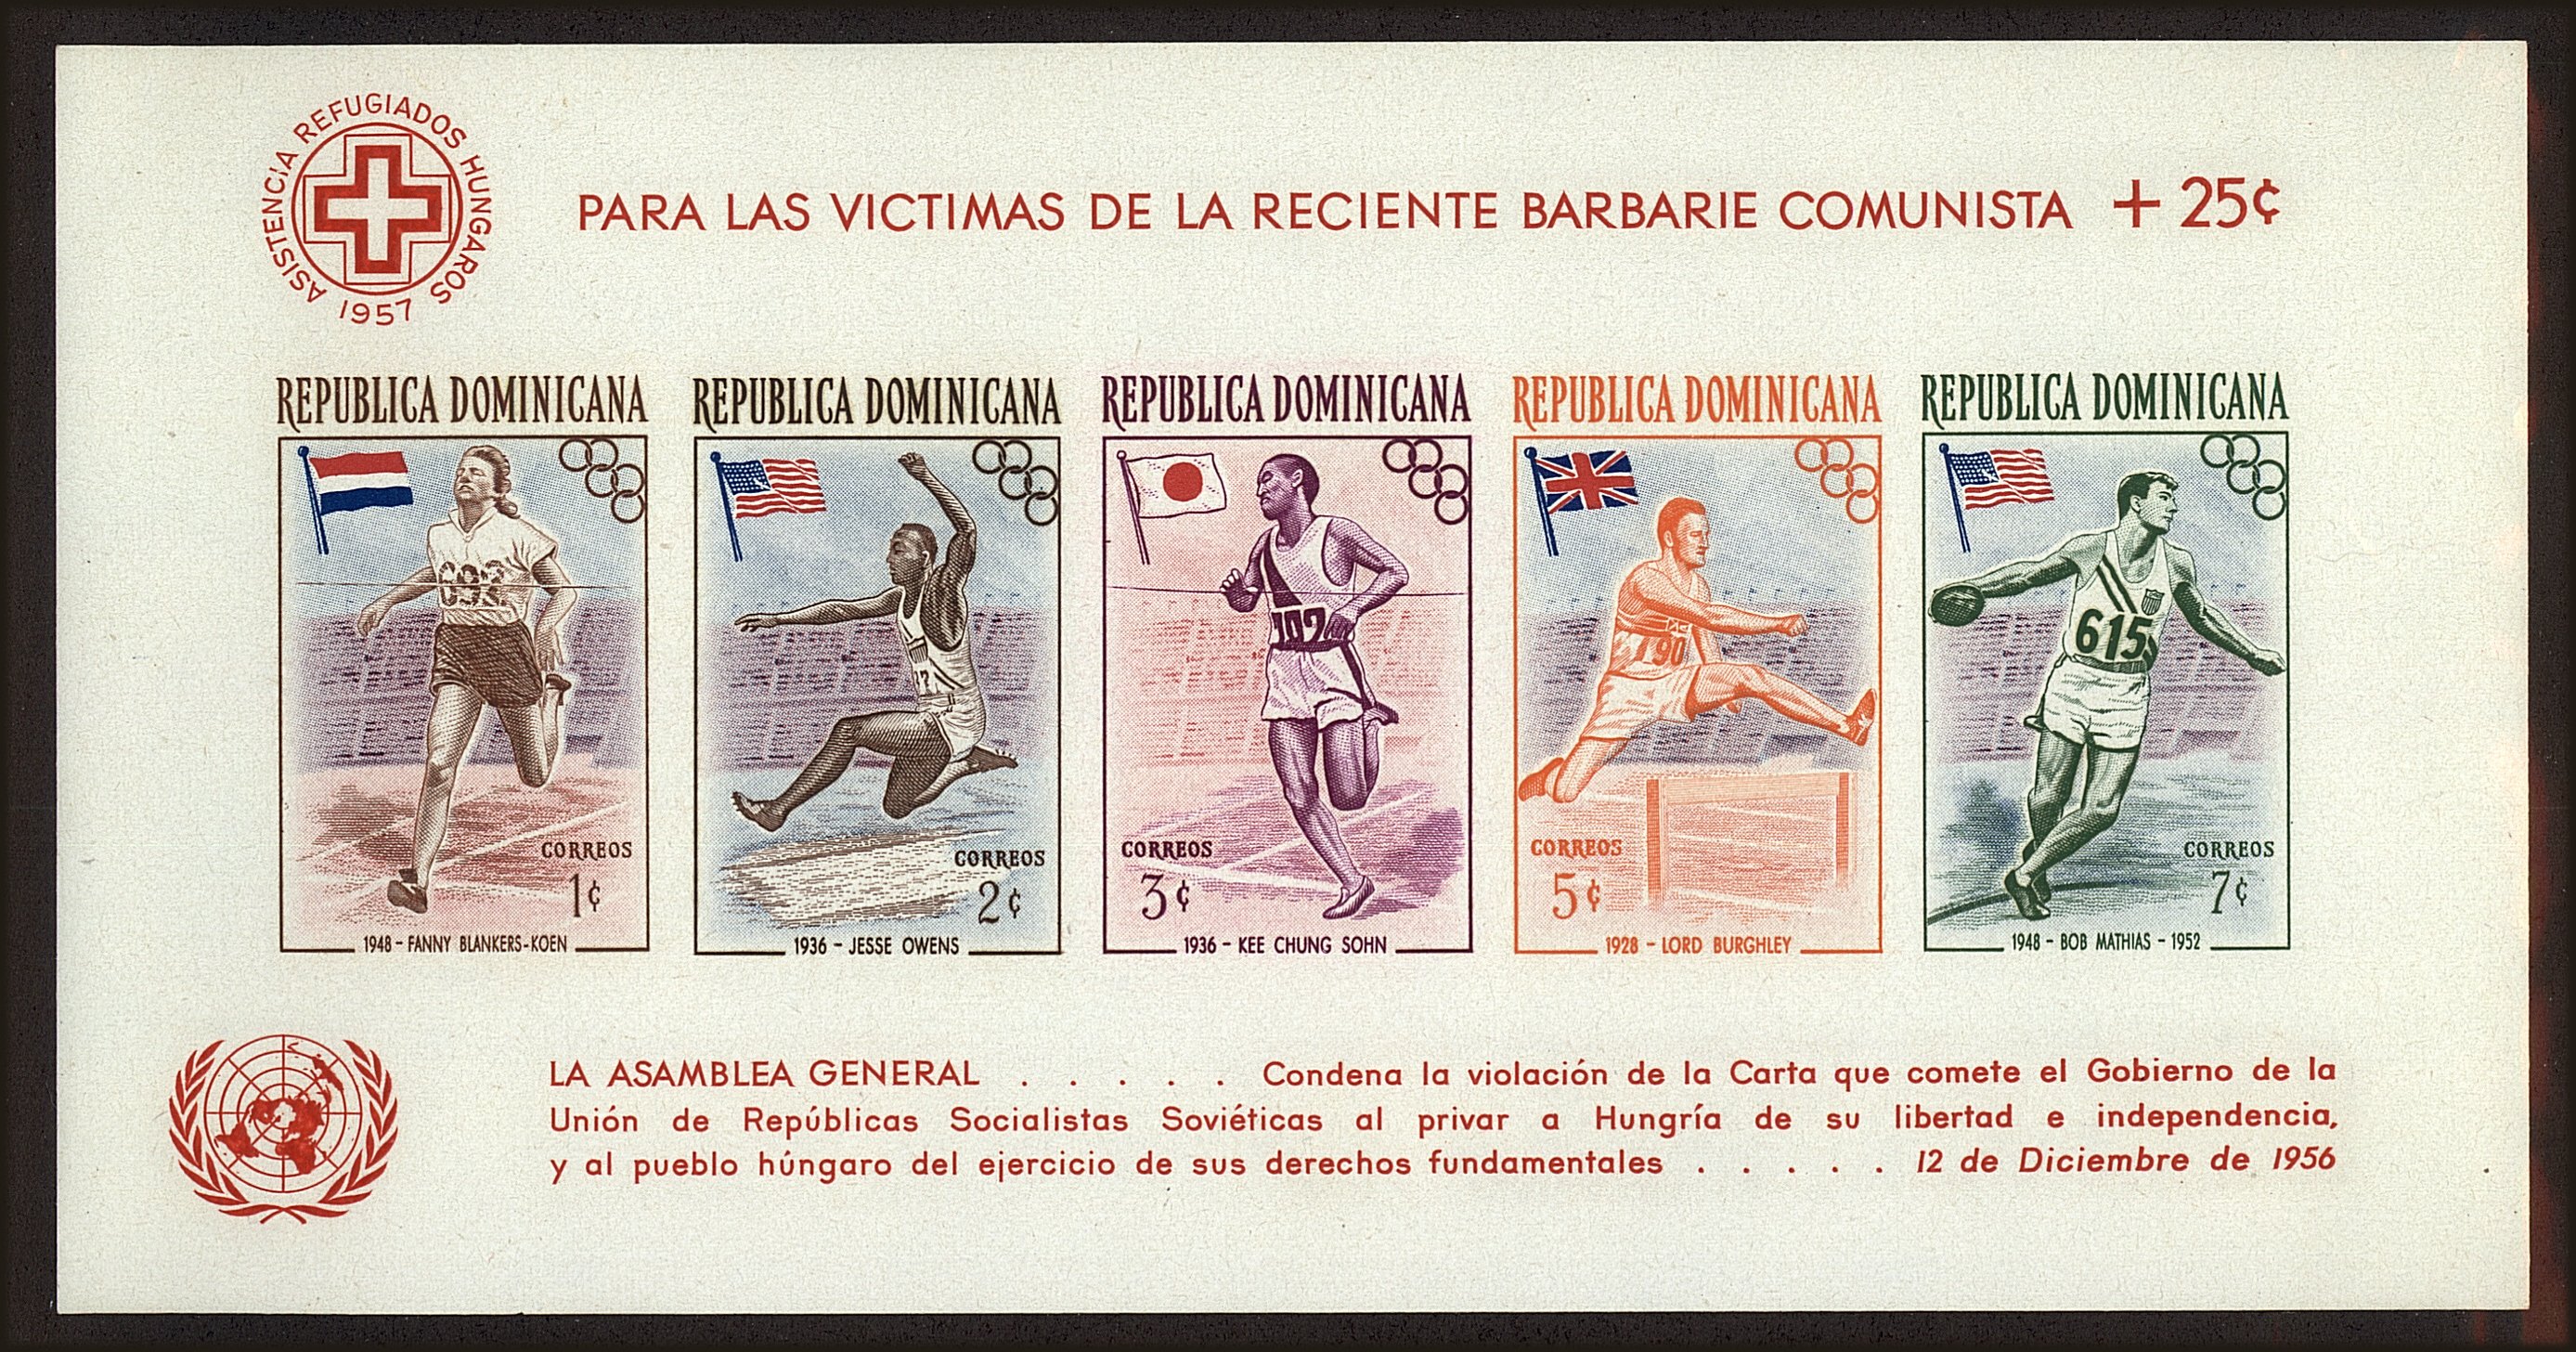 ASISTENCIA REFUGIADOS HUNGAROS
1957
PARA LAS VICTIMAS DE LA RECIENTE BARBARIE COMUNISTA + 25¢
REPUBLICA DOMINICANA
CORREOS
1¢
1948 - FANNY BLANKERS-KOEN
REPUBLICA DOMINICANA
CORREOS
2¢
1936 - JESSE OWENS
REPUBLICA DOMINICANA
CORREOS
3¢
1936 - KEE CHUNG SOHN
REPUBLICA DOMINICANA
190
CORREOS
5¢
1928 - LORD BURGHLEY
REPUBLICA DOMINICANA
615
CORREOS
7¢
1948 - BOB MATHIAS - 1952
LA ASAMBLEA GENERAL . . . . . Condena la violación de la Carta que comete el Gobierno de la
Unión de Repúblicas Socialistas Soviéticas al privar a Hungría de su libertad e independencia,
y al pueblo húngaro del ejercicio de sus derechos fundamentales . . . . . 12 de Diciembre de 1956